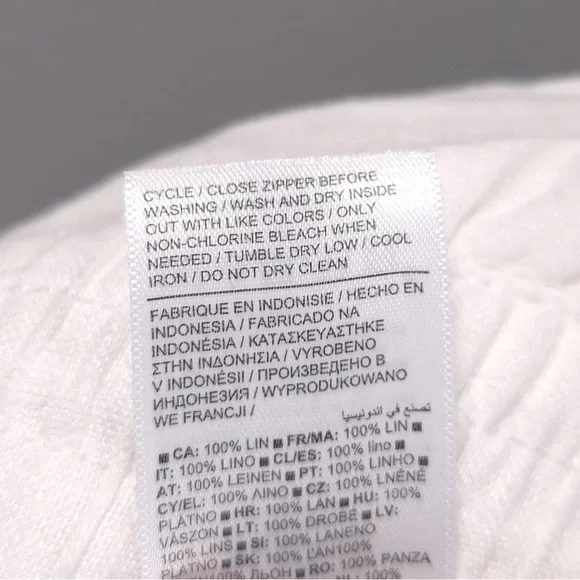 CYCLE / CLOSE ZIPPER BEFORE
WASHING / WASH AND DRY INSIDE
OUT WITH LIKE COLORS / ONLY
NON-CHLORINE BLEACH WHEN
NEEDED / TUMBLE DRY LOW / COOL
IRON / DO NOT DRY CLEAN
FABRIQUE EN INDONISIE / HECHO EN
INDONESIA / FABRICADO NA
INDONÉSIA / ΚΑΤΑΣΚΕΥΑΣΤΗΚΕ
ΣΤΗΝ ΙΝΔΟΝΗΣΙΑ / VYROBENO
V INDONÉSII / ПРОИЗВЕДЕНО В
ИНДОНЕЗИЯ / WYPRODUKOWANO
WE FRANCJI / تصنع في اندونيسيا
■ CA: 100% LIN ■ FR/MA: 100% LIN ■
IT: 100% LINO ■ CL/ES: 100% lino ■
AT: 100% LEINEN ■ PT: 100% LINHO ■
CY/EL: 100% ΛΙΝΟ ■ CZ: 100% LNĚNÉ
PLÁTNO ■ HR: 100% LAN ■ HU: 100%
VÁSZON ■ LT: 100% DROBĖ ■ LV:
100% LINS ■ SI: 100% LANENO
PLATNO ■ SK: 100% ĽAN100%
ЛЬОН ■ RO: 100% PANZA